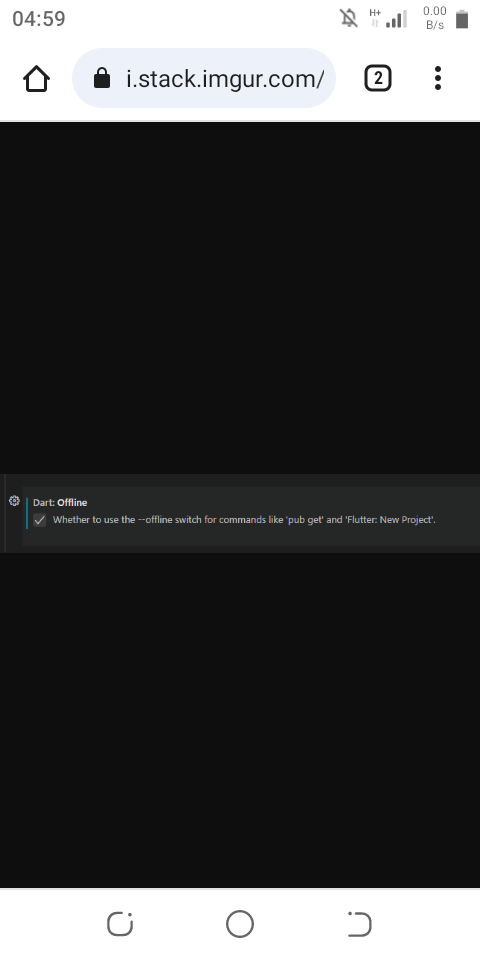 04:59
H+
0.00
B/s
i.stack.imgur.com/
2
Dart: Offline
Whether to use the --offline switch for commands like 'pub get' and 'Flutter: New Project'.